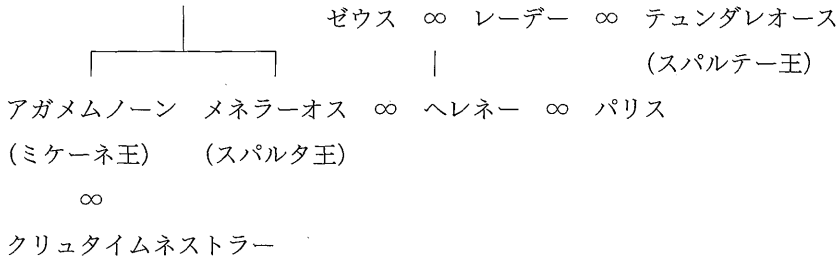 ゼウス ∞ レーデー ∞ テュンダレオース
(スパルテー王)
アガメムノーン メネラーオス ∞ ヘレネー ∞ パリス
(ミケーネ王) (スパルタ王)
∞
クリュタイムネストラー